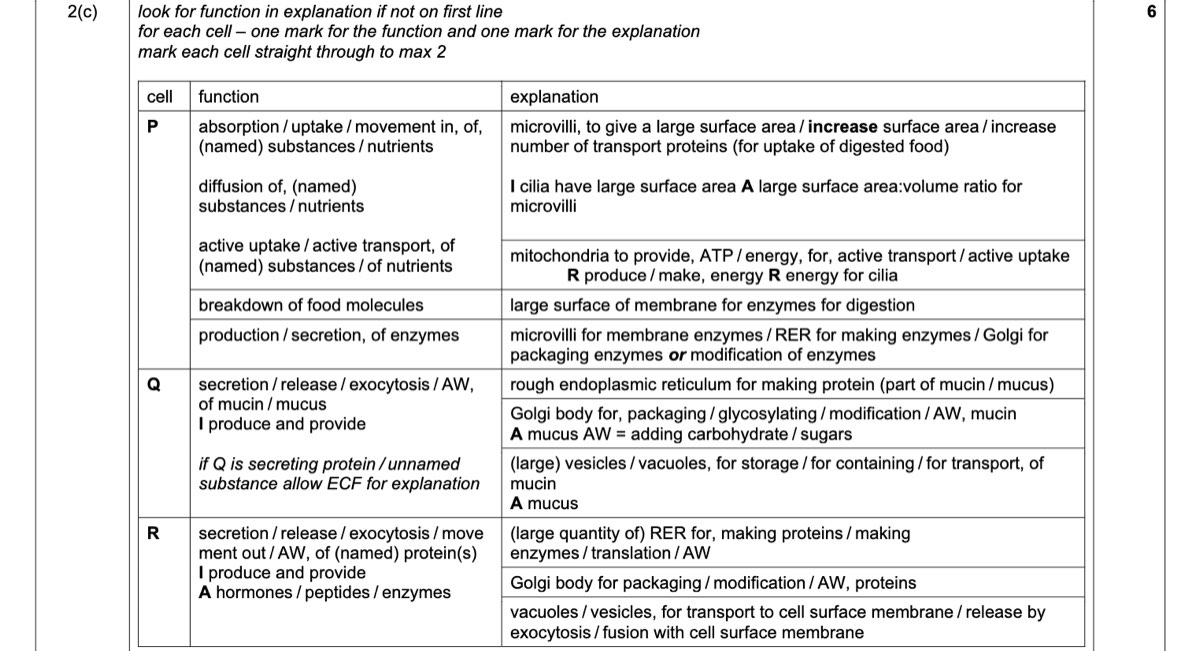 2(c)
look for function in explanation if not on first line
6
for each cell – one mark for the function and one mark for the explanation
mark each cell straight through to max 2
cell
function
explanation
P
absorption / uptake / movement in, of,
(named) substances / nutrients
diffusion of, (named)
substances / nutrients
active uptake / active transport, of
(named) substances / of nutrients
microvilli, to give a large surface area / increase surface area / increase
number of transport proteins (for uptake of digested food)
I cilia have large surface area A large surface area:volume ratio for
microvilli
mitochondria to provide, ATP / energy, for, active transport / active uptake
R produce / make, energy R energy for cilia
breakdown of food molecules
large surface of membrane for enzymes for digestion
production / secretion, of enzymes
microvilli for membrane enzymes / RER for making enzymes / Golgi for
packaging enzymes or modification of enzymes
Q
secretion / release / exocytosis / AW,
of mucin / mucus
I produce and provide
if Q is secreting protein / unnamed
substance allow ECF for explanation
rough endoplasmic reticulum for making protein (part of mucin / mucus)
Golgi body for, packaging / glycosylating / modification / AW, mucin
A mucus AW = adding carbohydrate / sugars
(large) vesicles / vacuoles, for storage / for containing / for transport, of
mucin
A mucus
R
secretion / release / exocytosis / move
ment out / AW, of (named) protein(s)
I produce and provide
A hormones / peptides / enzymes
(large quantity of) RER for, making proteins / making
enzymes / translation / AW
Golgi body for packaging / modification / AW, proteins
vacuoles / vesicles, for transport to cell surface membrane / release by
exocytosis / fusion with cell surface membrane